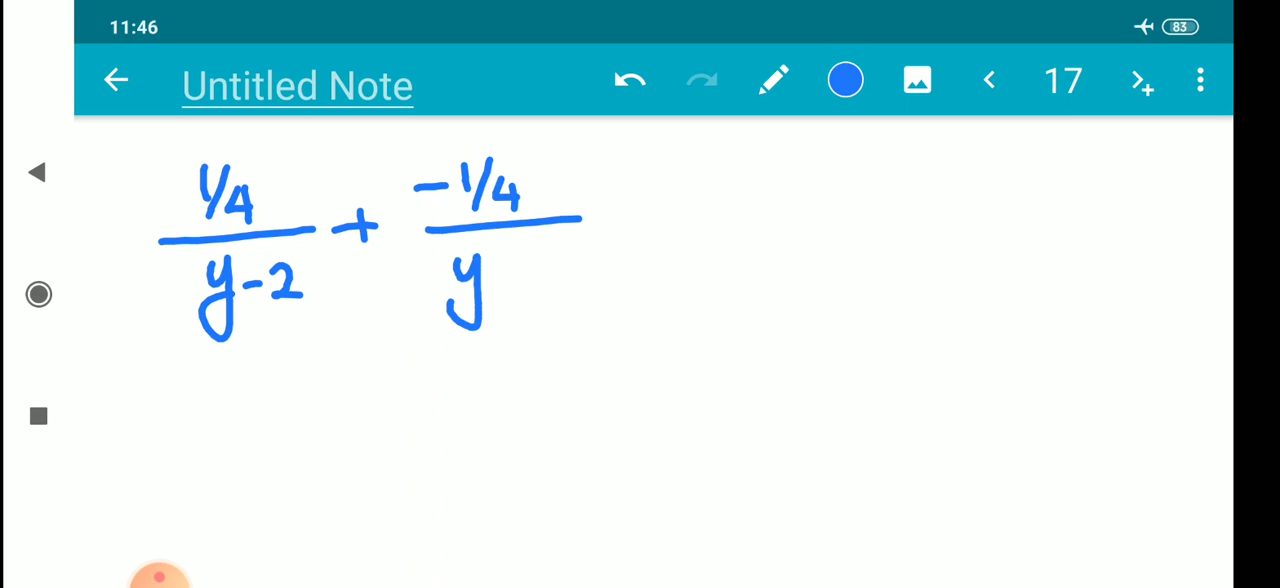 11:46 83
Untitled Note 17
1/4 -1/4
—— + ——
y-2 y